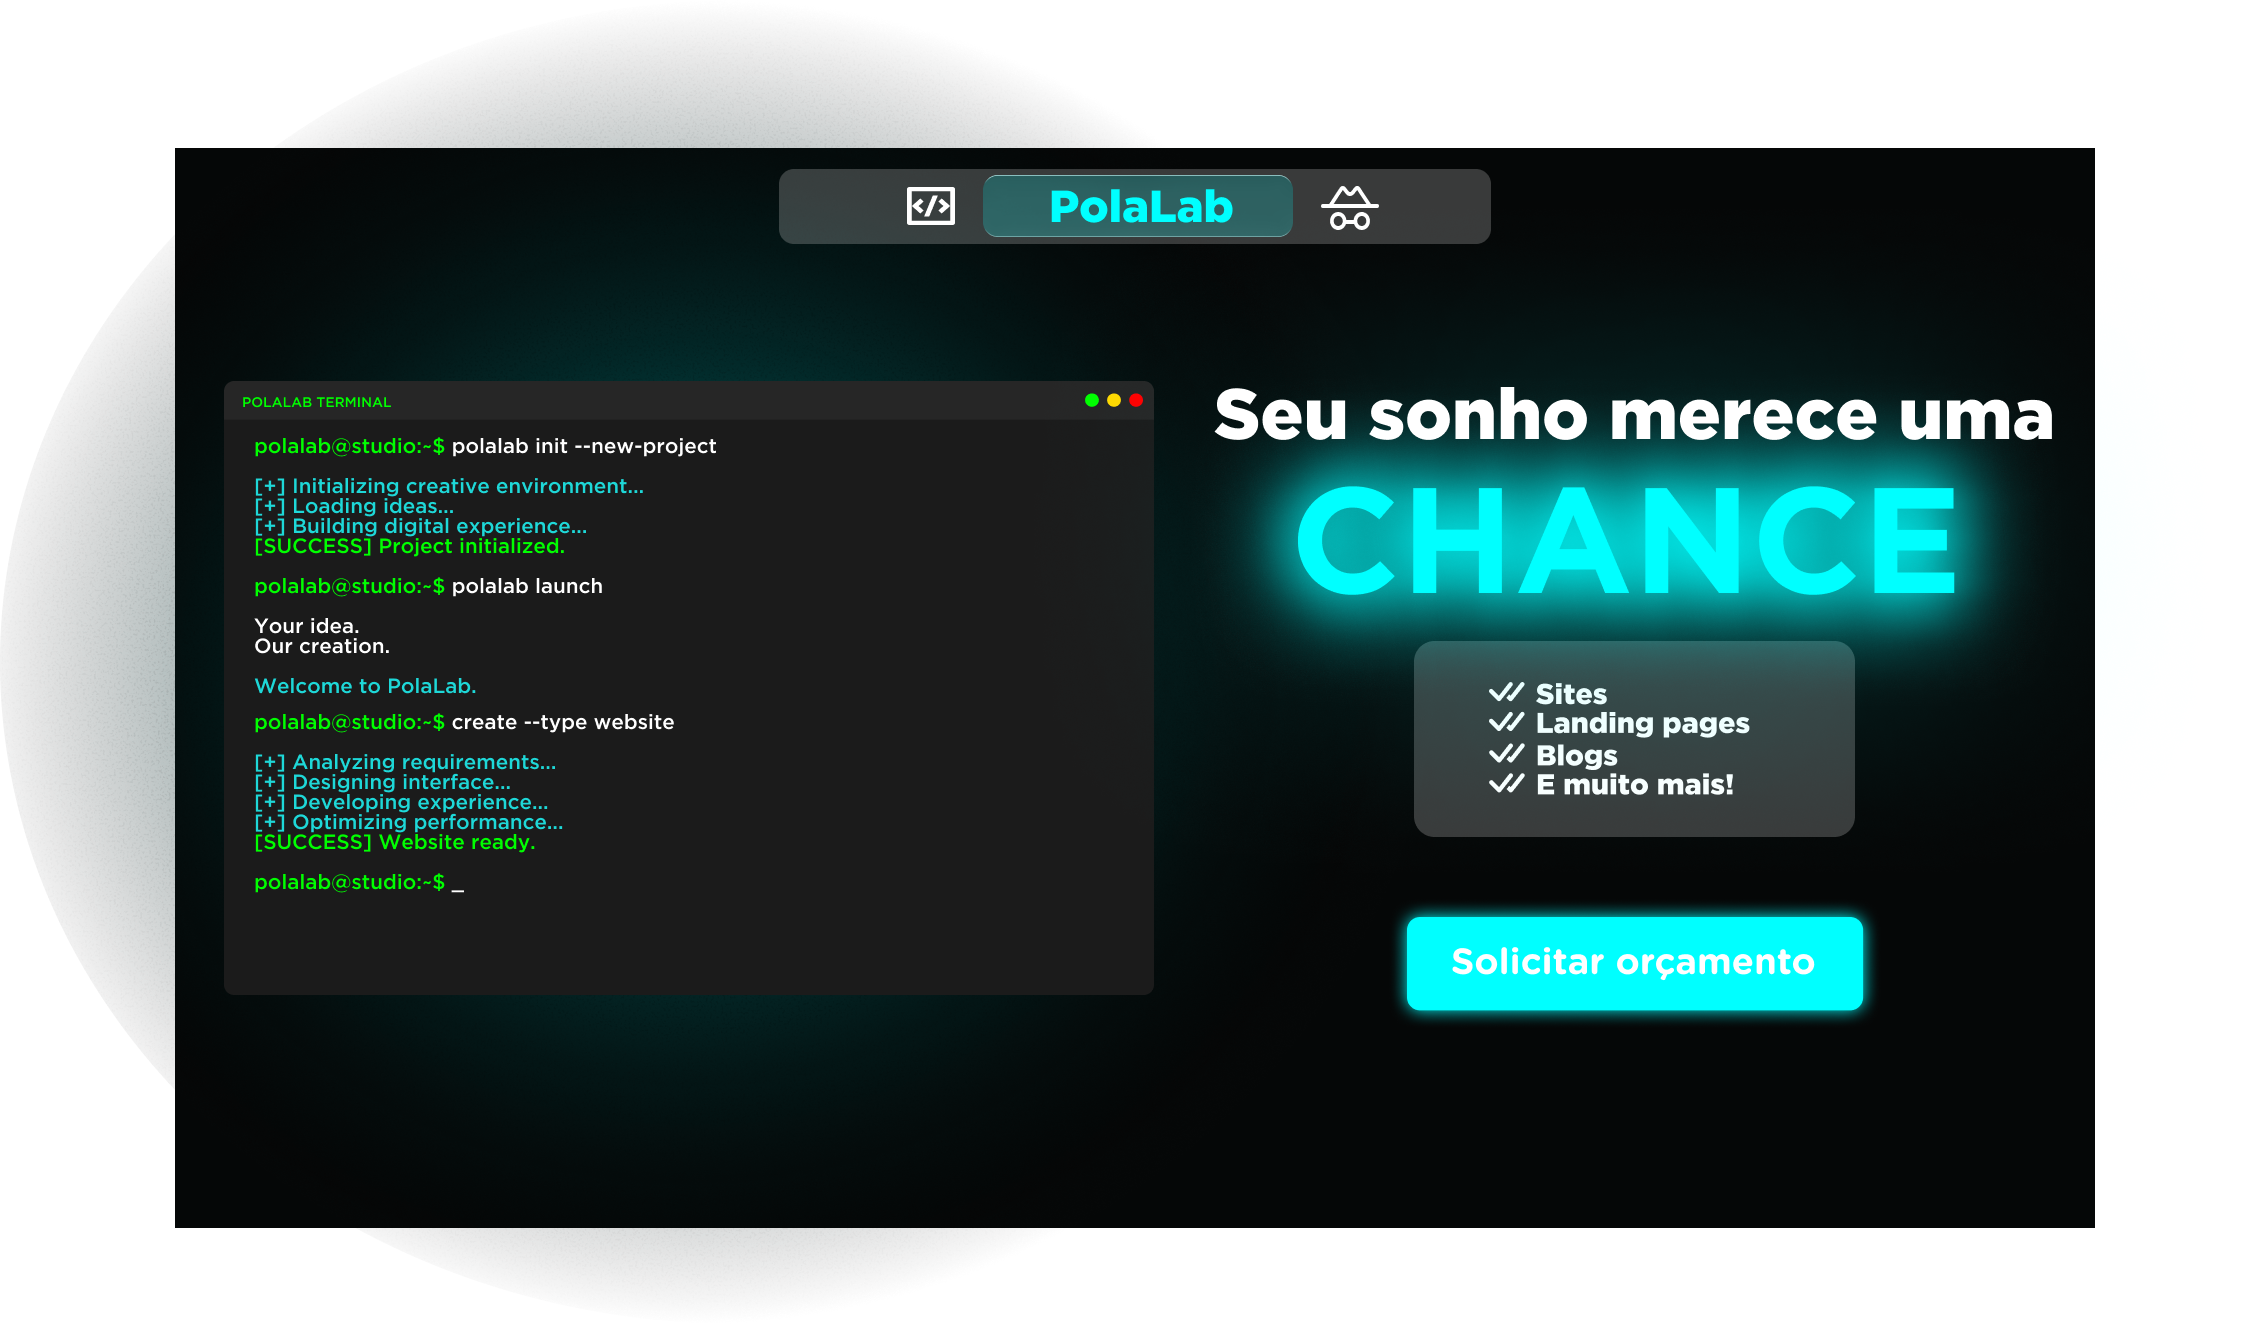 PolaLab
POLALAB TERMINAL
polalab@studio:~$ polalab init --new-project
[+] Initializing creative environment...
[+] Loading ideas...
[+] Building digital experience...
[SUCCESS] Project initialized.
polalab@studio:~$ polalab launch
Your idea.
Our creation.
Welcome to PolaLab.
polalab@studio:~$ create --type website
[+] Analyzing requirements...
[+] Designing interface...
[+] Developing experience...
[+] Optimizing performance...
[SUCCESS] Website ready.
polalab@studio:~$ _
Seu sonho merece uma
CHANCE
Sites
Landing pages
Blogs
E muito mais!
Solicitar orçamento